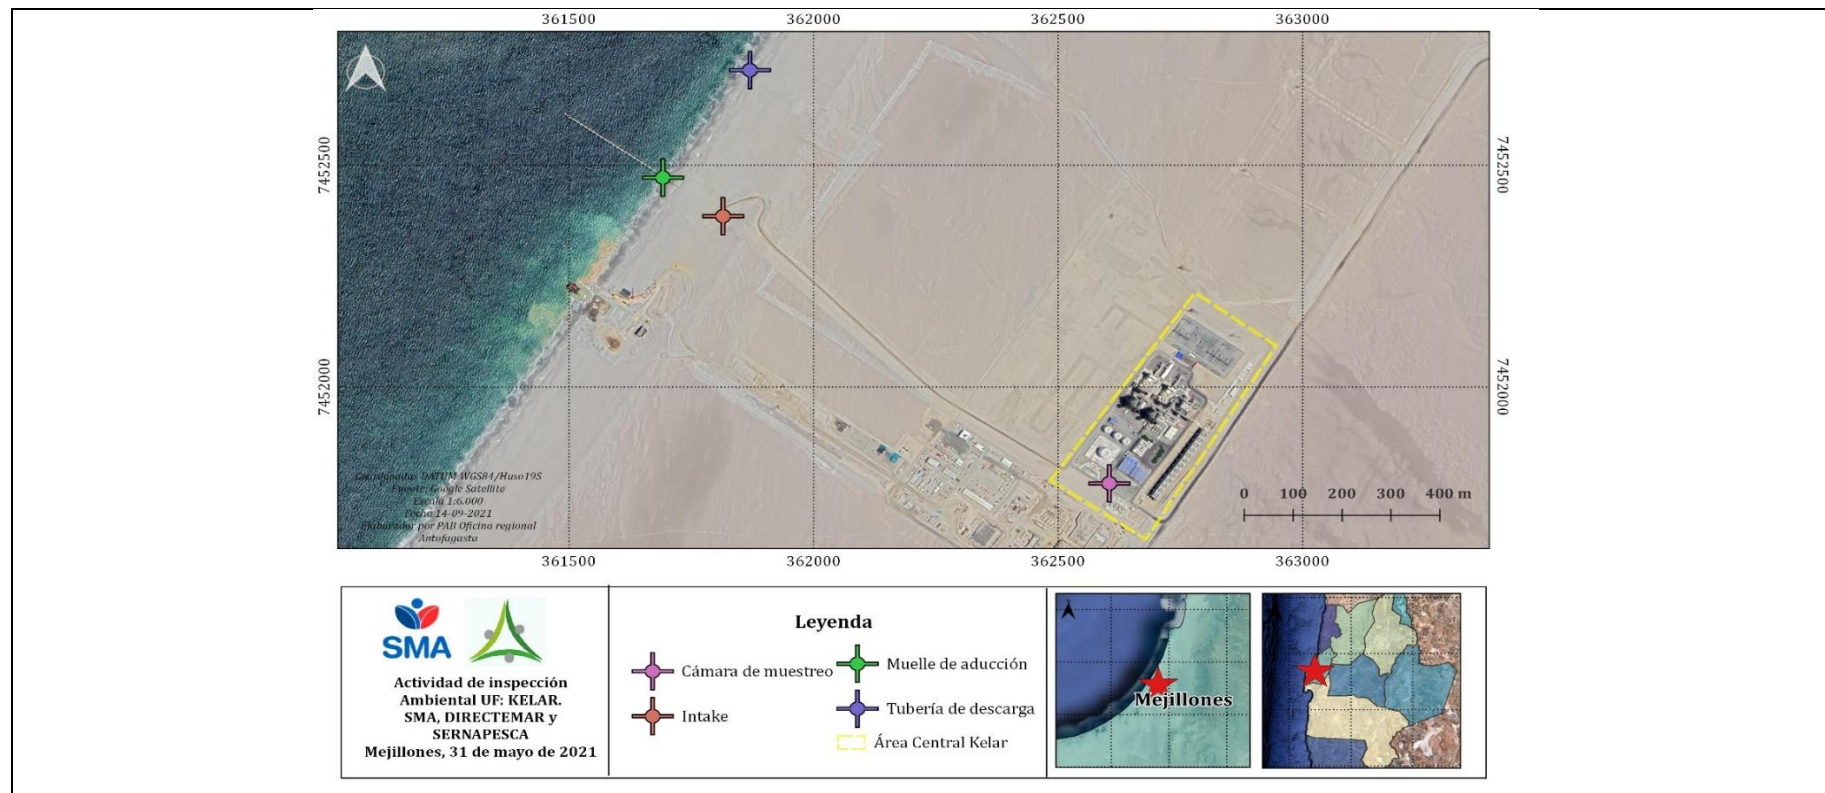 361500
362000
362500
363000
7452500
7452500
7452000
7452000
Coordenadas DATUM WGS84/Huso19S
Fuente: Google Satellite
Escala 1:6.000
Fecha 14-09-2021
Elaborador por PAB Oficina regional
Antofagasta
0 100 200 300 400 m
361500
362000
362500
363000
SMA
Actividad de inspección
Ambiental UF: KELAR.
SMA, DIRECTEMAR y
SERNAPESCA
Mejillones, 31 de mayo de 2021
Leyenda
Cámara de muestreo
Muelle de aducción
Intake
Tubería de descarga
Área Central Kelar
Mejillones